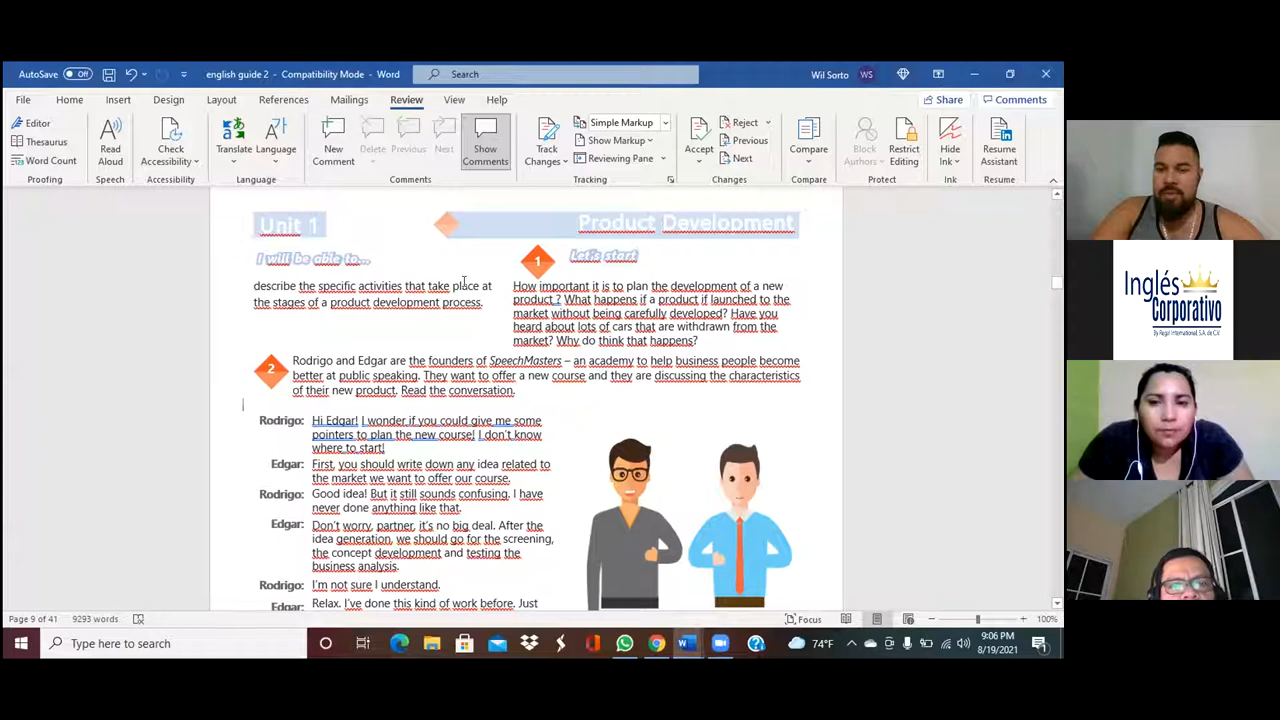 AutoSave Off english guide 2 - Compatibility Mode - Word Search Wil Sorto WS
File Home Insert Design Layout References Mailings Review View Help Share Comments
Editor
Thesaurus
Word Count
Proofing
Read Aloud
Speech
Check Accessibility
Accessibility
Translate
Language
Language
New Comment
Delete
Previous
Next
Show Comments
Comments
Track Changes
Simple Markup
Show Markup
Reviewing Pane
Tracking
Accept
Reject
Previous
Next
Changes
Compare
Compare
Block Authors
Restrict Editing
Protect
Hide Ink
Ink
Resume Assistant
Resume
Unit 1
Product Development
I will be able to...
describe the specific activities that take place at
the stages of a product development process.
1
Let's start
How important it is to plan the development of a new
product ? What happens if a product if launched to the
market without being carefully developed? Have you
heard about lots of cars that are withdrawn from the
market? Why do think that happens?
2
Rodrigo and Edgar are the founders of SpeechMasters – an academy to help business people become
better at public speaking. They want to offer a new course and they are discussing the characteristics
of their new product. Read the conversation.
Rodrigo: Hi Edgar! I wonder if you could give me some
pointers to plan the new course! I don't know
where to start!
Edgar: First, you should write down any idea related to
the market we want to offer our course.
Rodrigo: Good idea! But it still sounds confusing. I have
never done anything like that.
Edgar: Don't worry, partner, it's no big deal. After the
idea generation, we should go for the screening,
the concept development and testing the
business analysis.
Rodrigo: I'm not sure I understand.
Edgar: Relax. I've done this kind of work before. Just
Page 9 of 41 9293 words Focus 100%
Type here to search
74°F
9:06 PM
8/19/2021
1
Inglés
Corporativo
By Regal International, S.A. de C.V.